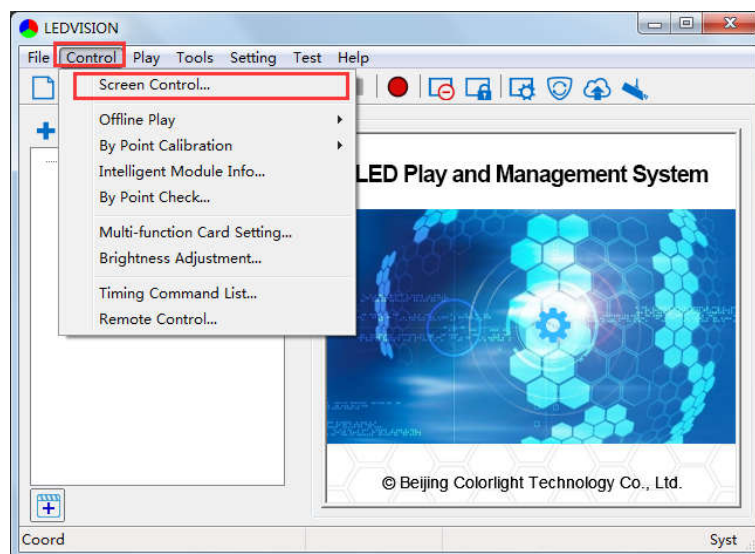 LEDVISION
File Control Play Tools Setting Test Help
Screen Control...
Offline Play
By Point Calibration
Intelligent Module Info...
By Point Check...
Multi-function Card Setting...
Brightness Adjustment...
Timing Command List...
Remote Control...
LED Play and Management System
© Beijing Colorlight Technology Co., Ltd.
Coord Syst